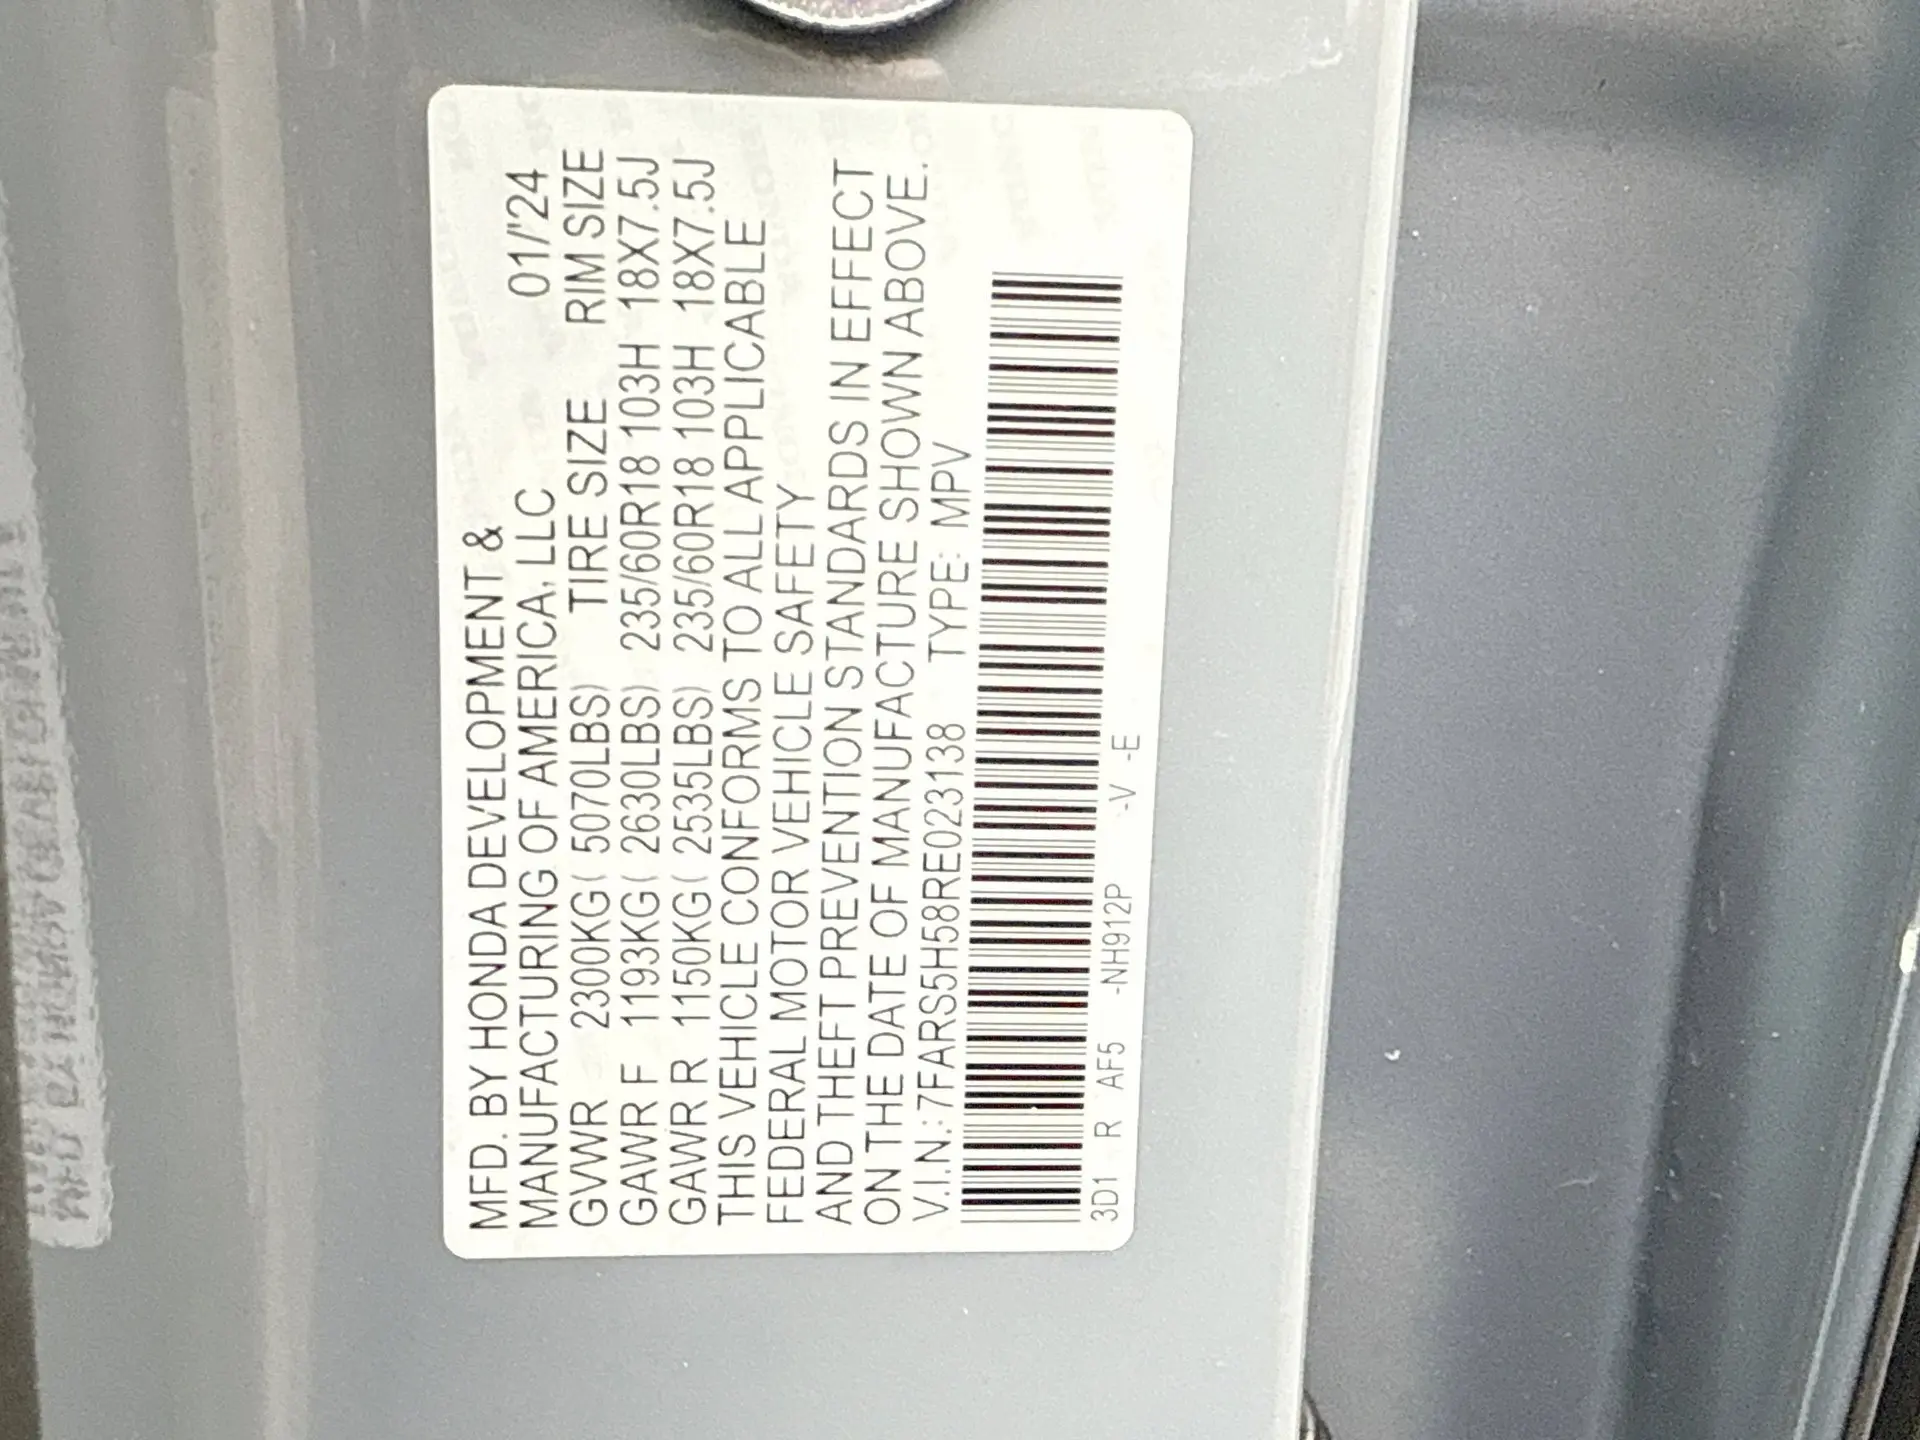 MFD. BY HONDA DEVELOPMENT &
MANUFACTURING OF AMERICA, LLC 01/'24
GVWR 2300KG( 5070LBS) TIRE SIZE RIM SIZE
GAWR F 1193KG( 2630LBS) 235/60R18 103H 18X7.5J
GAWR R 1150KG( 2535LBS) 235/60R18 103H 18X7.5J
THIS VEHICLE CONFORMS TO ALL APPLICABLE
FEDERAL MOTOR VEHICLE SAFETY
AND THEFT PREVENTION STANDARDS IN EFFECT
ON THE DATE OF MANUFACTURE SHOWN ABOVE.
V.I.N.: 7FARS5H58RE023138 TYPE: MPV
3D1 R AF5 -NH912P -V -E